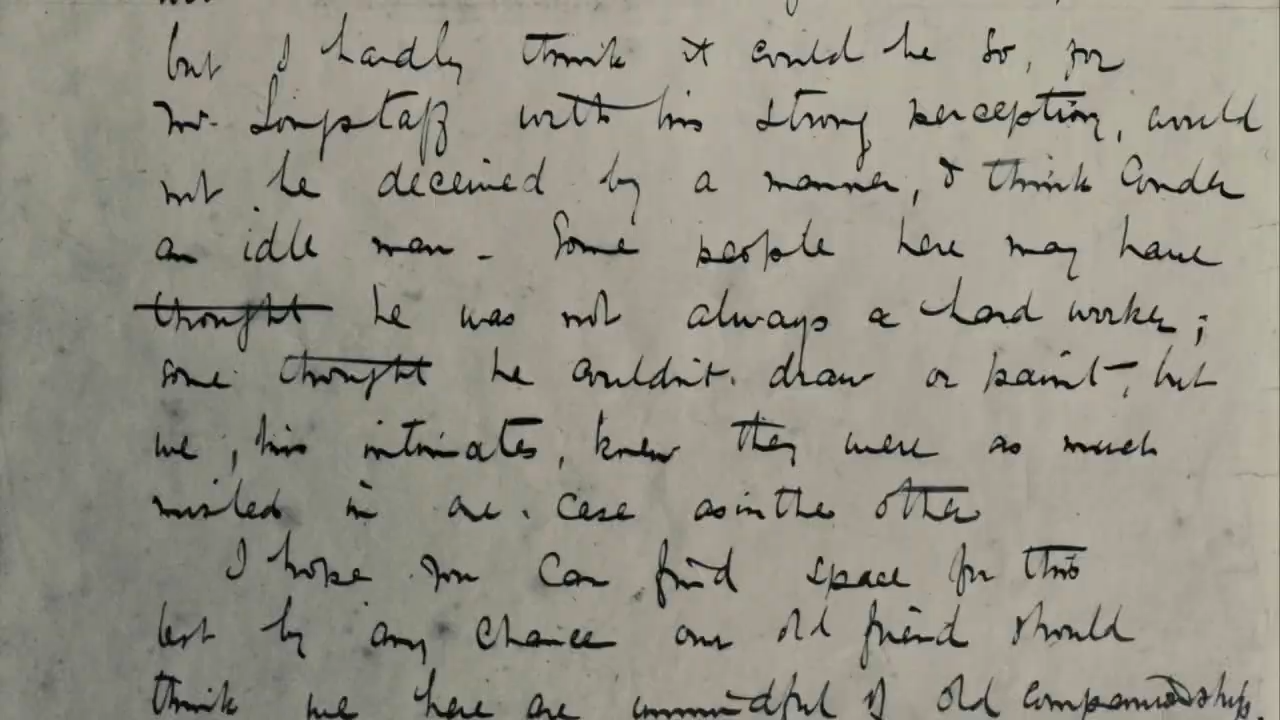 but I hardly think it could be so, for
Mr. Longstaff with his strong perception, would
not be deceived by a manner, & think Conder
an idle man - Some people here may have
thought he was not always a hard worker;
some thought he couldn't draw or paint, but
we, his intimates, knew they were as much
misled in one case as in the other
I hope you can find space for this
lest by any chance our old friend should
think we here are unmindful of old companionships.